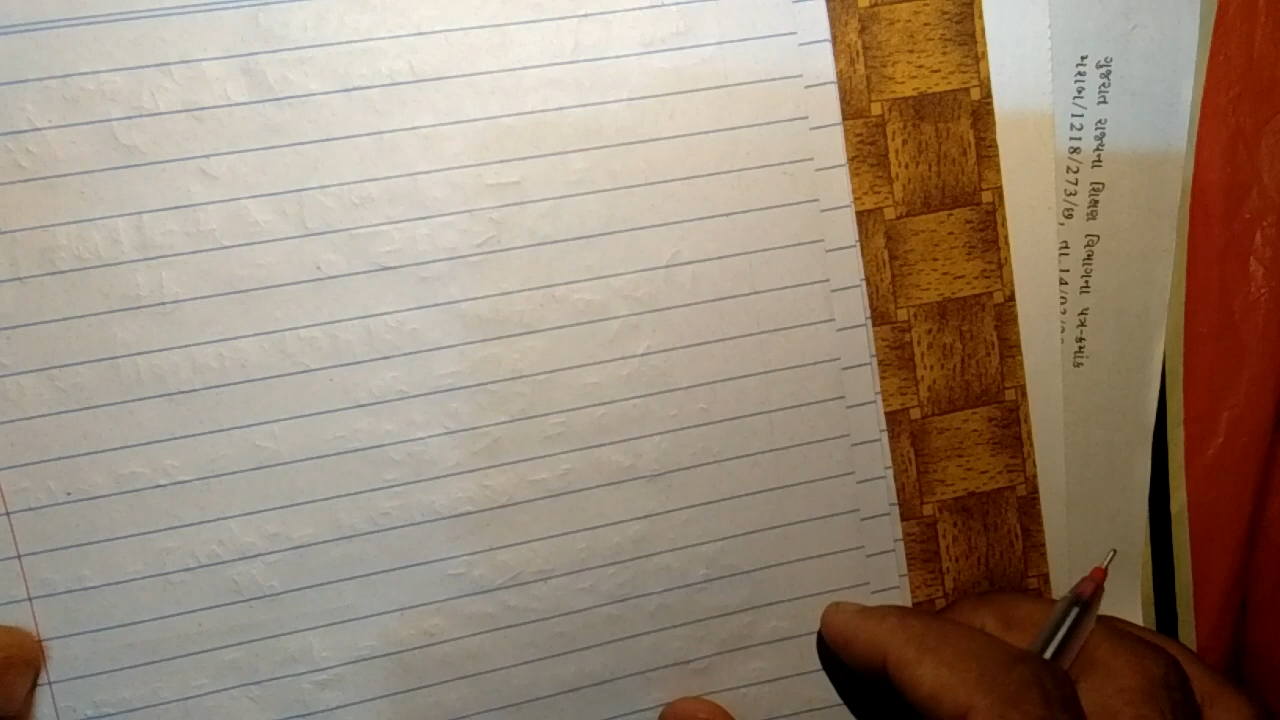 ગુજરાત રાજ્યના શિક્ષણ વિભાગના પત્ર-ક્રમાંક
મશબ/1218/273/છ, તા.